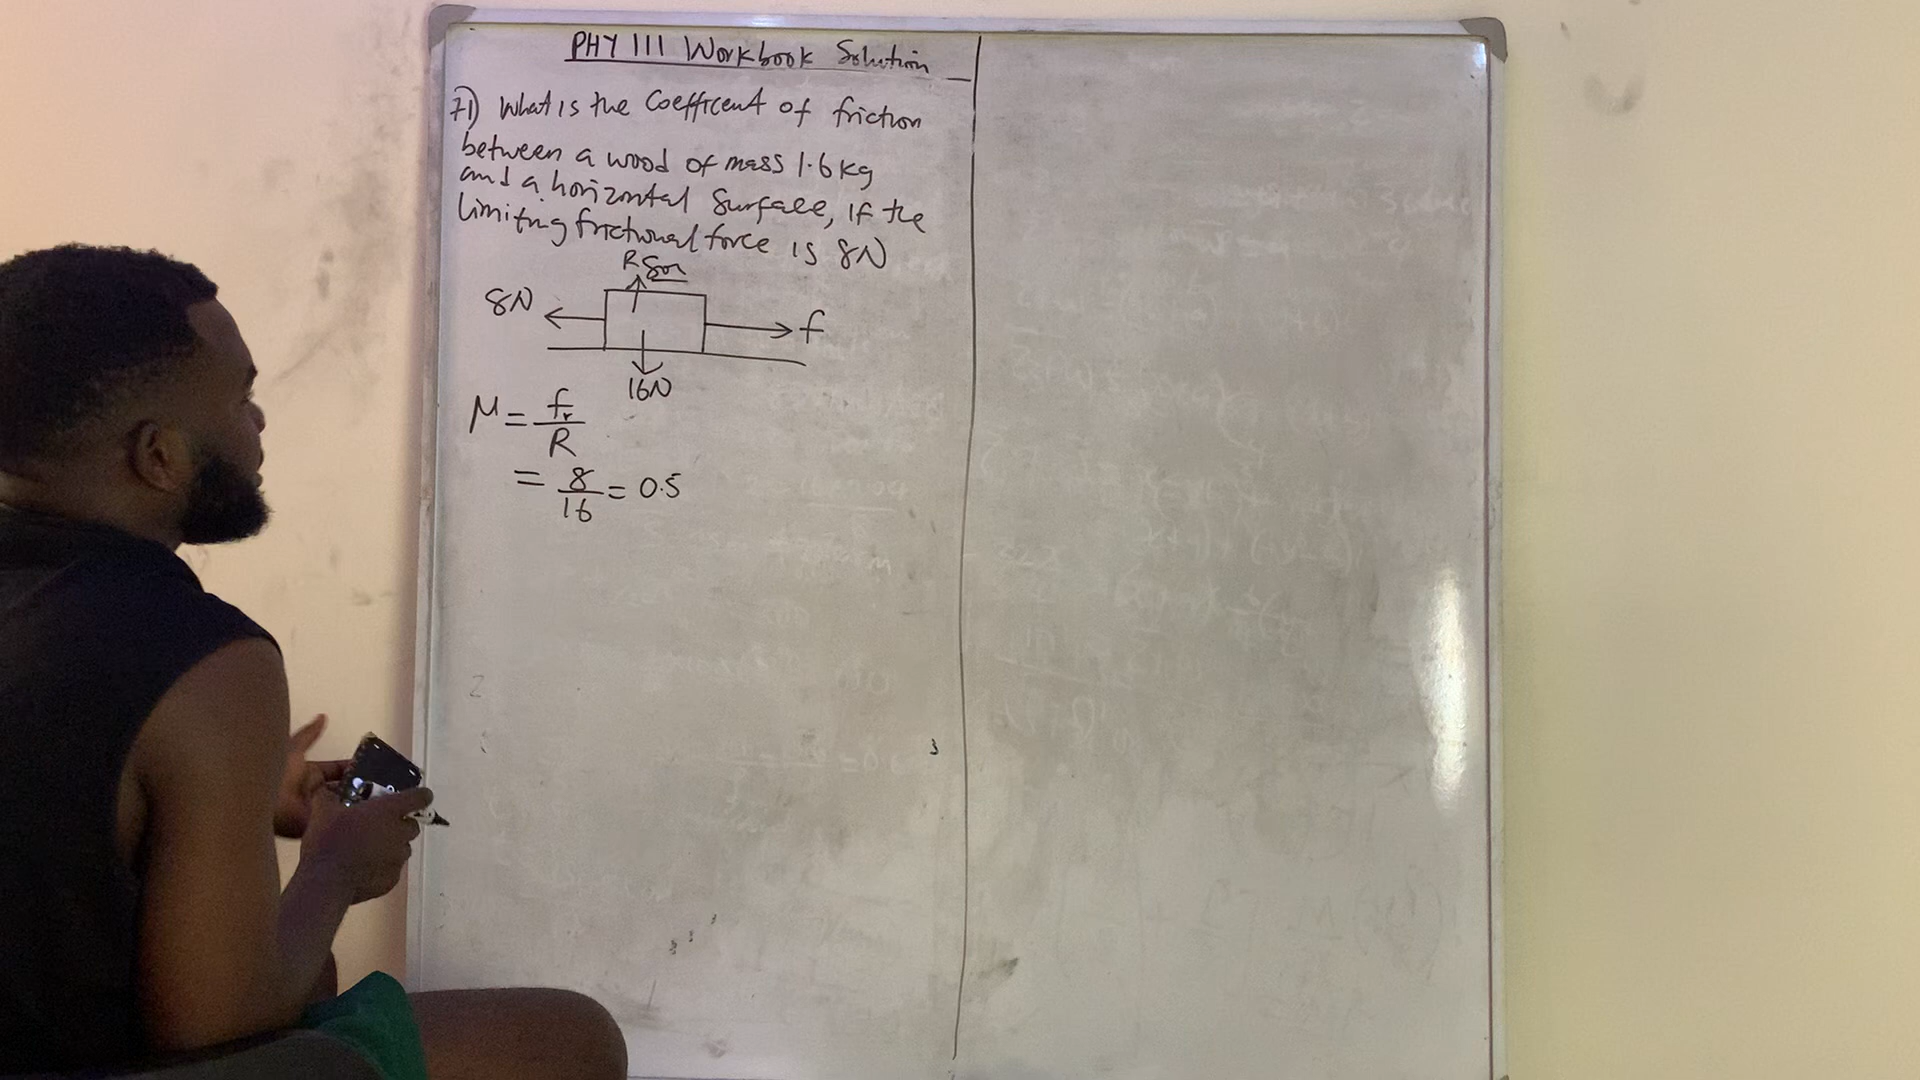 PHY 111 Workbook Solution
71) What is the Coefficent of friction
between a wood of mass 1.6kg
and a horizontal Surface, if the
limiting frictional force is 8N
R Son
8N
f
16N
M = fr/R
= 8/16 = 0.5